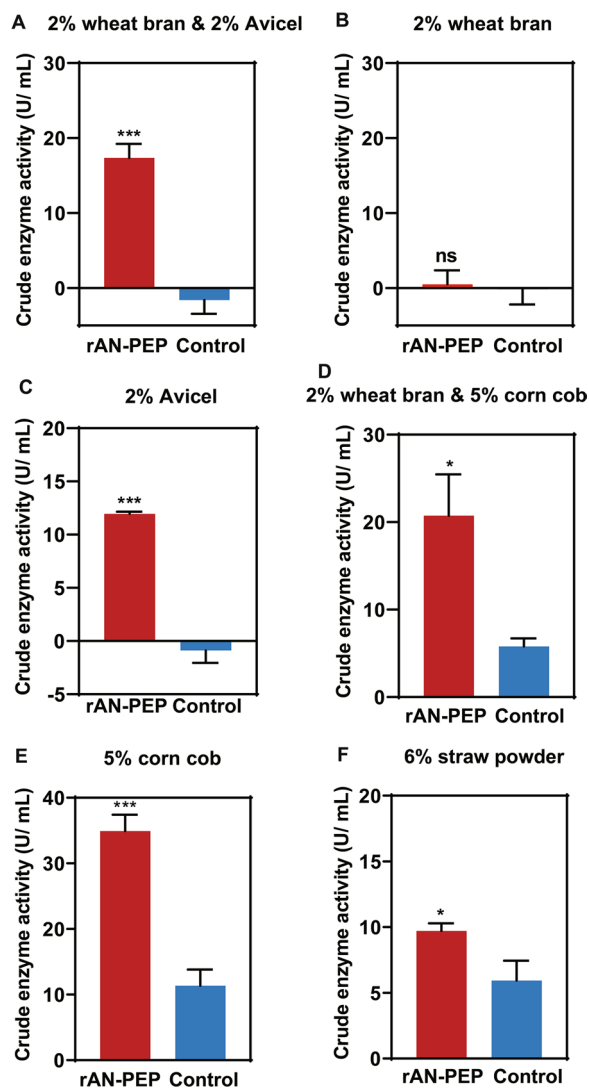 A
2% wheat bran & 2% Avicel
Crude enzyme activity (U/ mL)
30
20
10
0
***
rAN-PEP Control
B
2% wheat bran
Crude enzyme activity (U/ mL)
30
20
10
0
ns
rAN-PEP Control
C
2% Avicel
Crude enzyme activity (U/ mL)
20
15
12
5
0
-5
***
rAN-PEP Control
D
2% wheat bran & 5% corn cob
Crude enzyme activity (U/ mL)
30
20
10
0
*
rAN-PEP Control
E
5% corn cob
Crude enzyme activity (U/ mL)
40
30
30
10
0
***
rAN-PEP Control
F
6% straw powder
Crude enzyme activity (U/ mL)
20
15
10
5
0
*
rAN-PEP Control